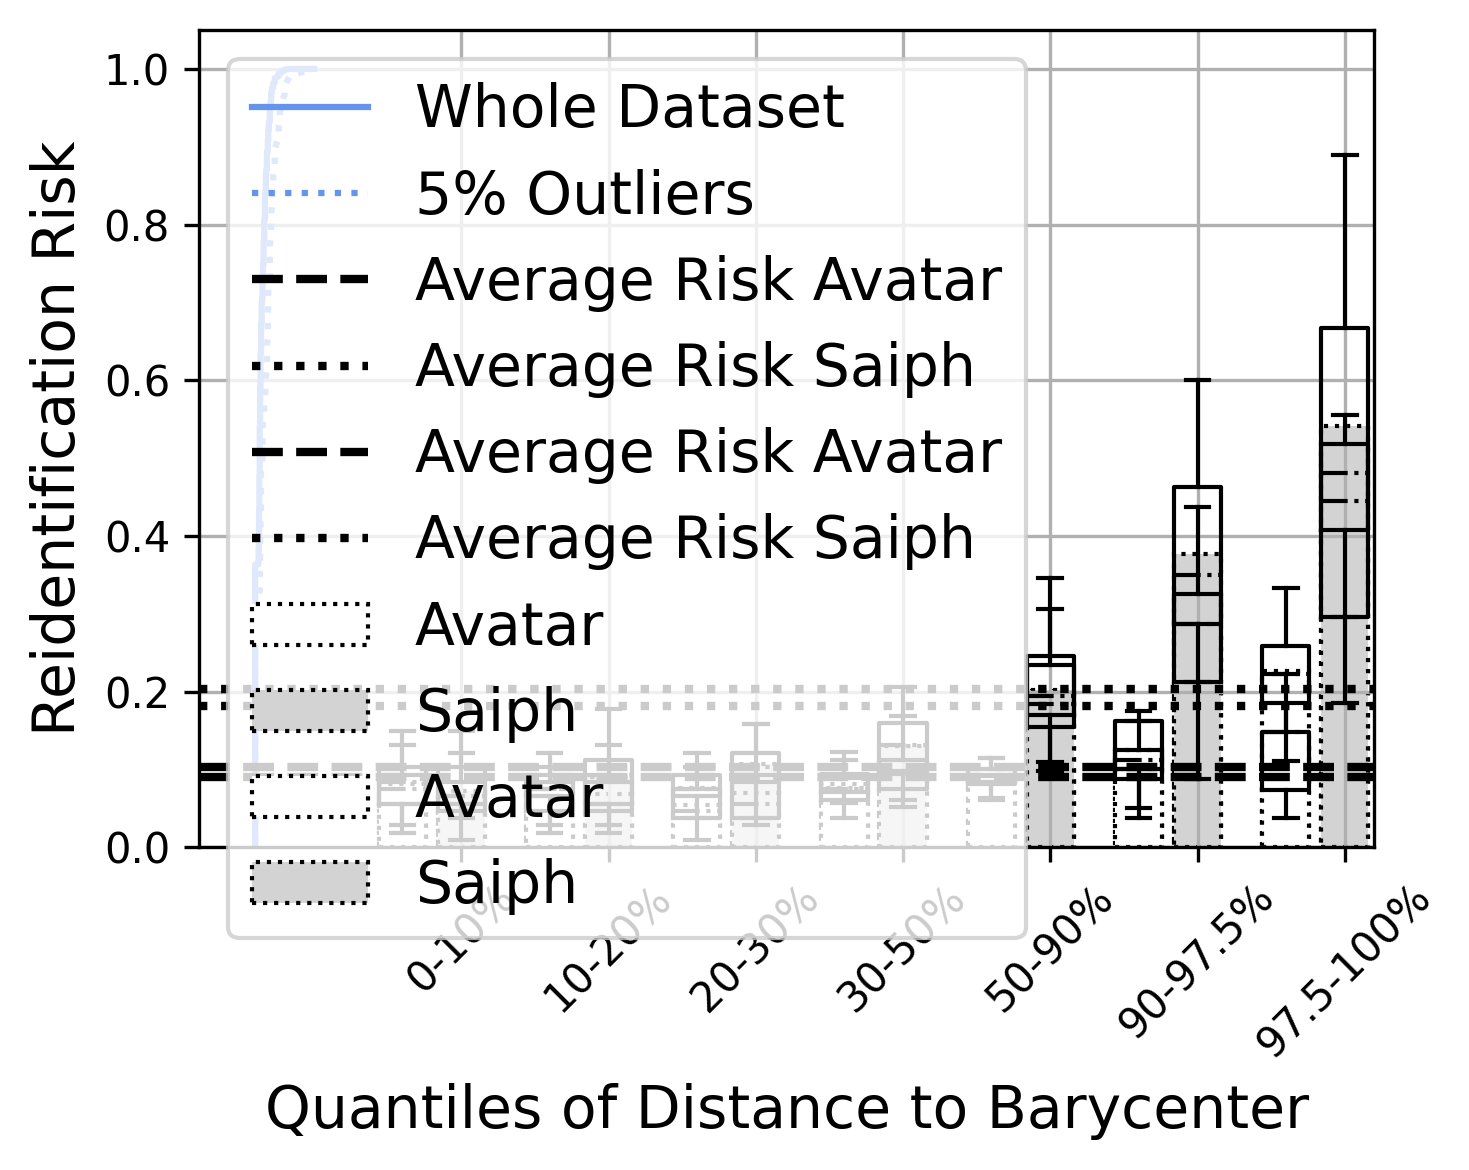 1.0
0.8
0.6
0.4
0.2
0.0
Reidentification Risk
Whole Dataset
5% Outliers
Average Risk Avatar
Average Risk Saiph
Average Risk Avatar
Average Risk Saiph
Avatar
Saiph
Avatar
Saiph
0-10%
10-20%
20-30%
30-50%
50-90%
90-97.5%
97.5-100%
Quantiles of Distance to Barycenter